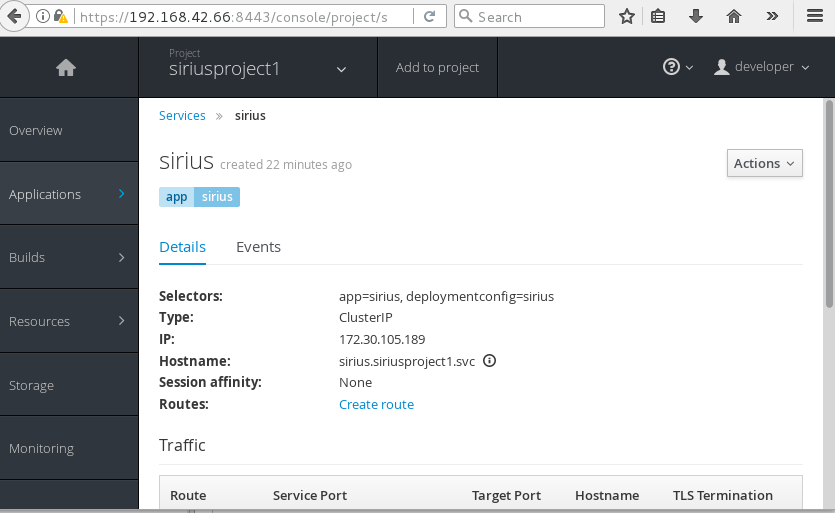 https://192.168.42.66:8443/console/project/s
Search
Project
siriusproject1
Add to project
developer
Overview
Applications
Builds
Resources
Storage
Monitoring
Services » sirius
sirius created 22 minutes ago
Actions
app sirius
Details Events
Selectors: app=sirius, deploymentconfig=sirius
Type: ClusterIP
IP: 172.30.105.189
Hostname: sirius.siriusproject1.svc
Session affinity: None
Routes: Create route
Traffic
Route Service Port Target Port Hostname TLS Termination